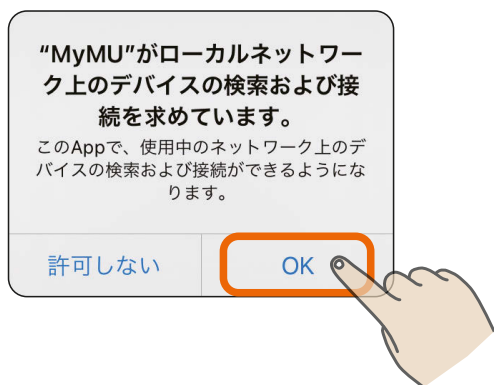 “MyMU”がローカルネットワー
ク上のデバイスの検索および接
続を求めています。
このAppで、使用中のネットワーク上のデ
バイスの検索および接続ができるようにな
ります。
許可しない
OK